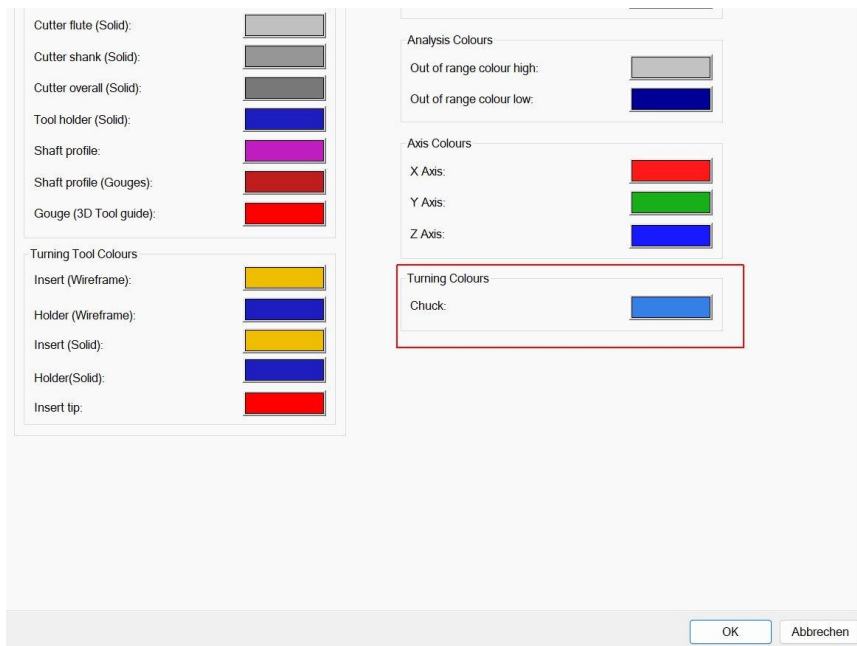 Cutter flute (Solid):
Cutter shank (Solid):
Cutter overall (Solid):
Tool holder (Solid):
Shaft profile:
Shaft profile (Gouges):
Gouge (3D Tool guide):
Turning Tool Colours
Insert (Wireframe):
Holder (Wireframe):
Insert (Solid):
Holder(Solid):
Insert tip:
Analysis Colours
Out of range colour high:
Out of range colour low:
Axis Colours
X Axis:
Y Axis:
Z Axis:
Turning Colours
Chuck:
OK
Abbrechen